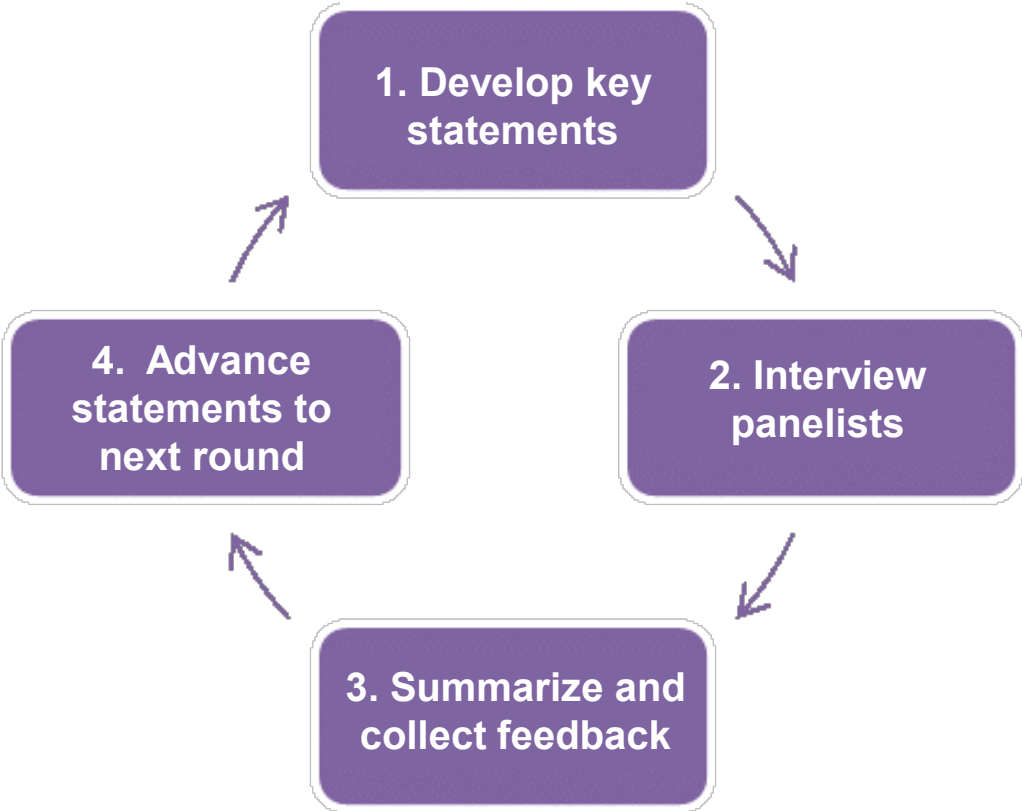 1. Develop key
statements
2. Interview
panelists
3. Summarize and
collect feedback
4.  Advance
statements to
next round